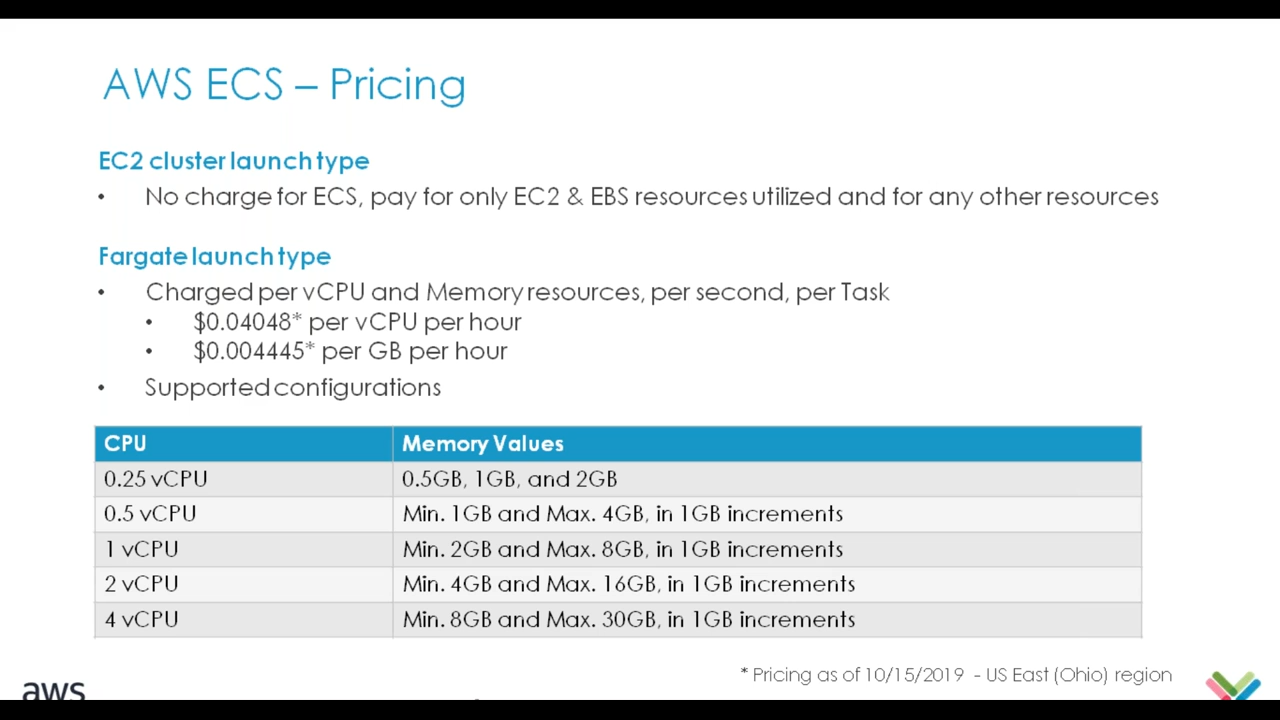 AWS ECS – Pricing
EC2 cluster launch type
• No charge for ECS, pay for only EC2 & EBS resources utilized and for any other resources
Fargate launch type
• Charged per vCPU and Memory resources, per second, per Task
• $0.04048* per vCPU per hour
• $0.004445* per GB per hour
• Supported configurations
CPU Memory Values
0.25 vCPU 0.5GB, 1GB, and 2GB
0.5 vCPU Min. 1GB and Max. 4GB, in 1GB increments
1 vCPU Min. 2GB and Max. 8GB, in 1GB increments
2 vCPU Min. 4GB and Max. 16GB, in 1GB increments
4 vCPU Min. 8GB and Max. 30GB, in 1GB increments
* Pricing as of 10/15/2019 - US East (Ohio) region
aws